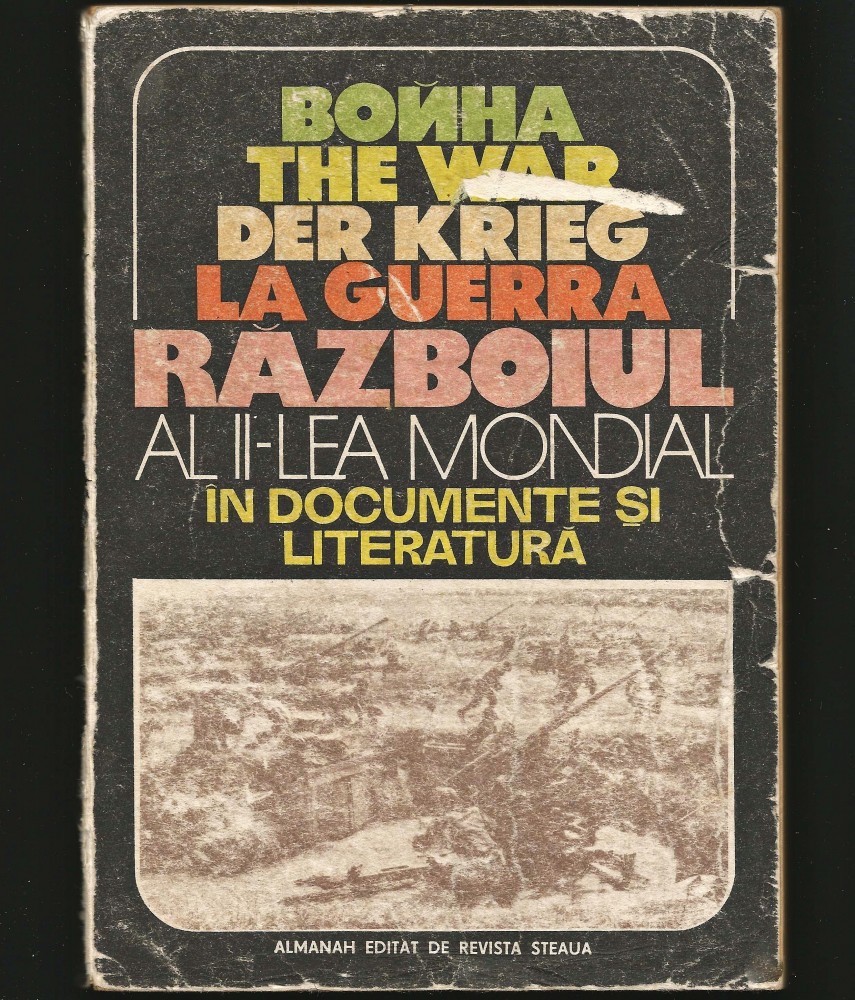 ВОЙНА
THE WAR
DER KRIEG
LA GUERRA
RĂZBOIUL
AL II-LEA MONDIAL
ÎN DOCUMENTE ȘI
LITERATURĂ
ALMANAH EDITAT DE REVISTA STEAUA